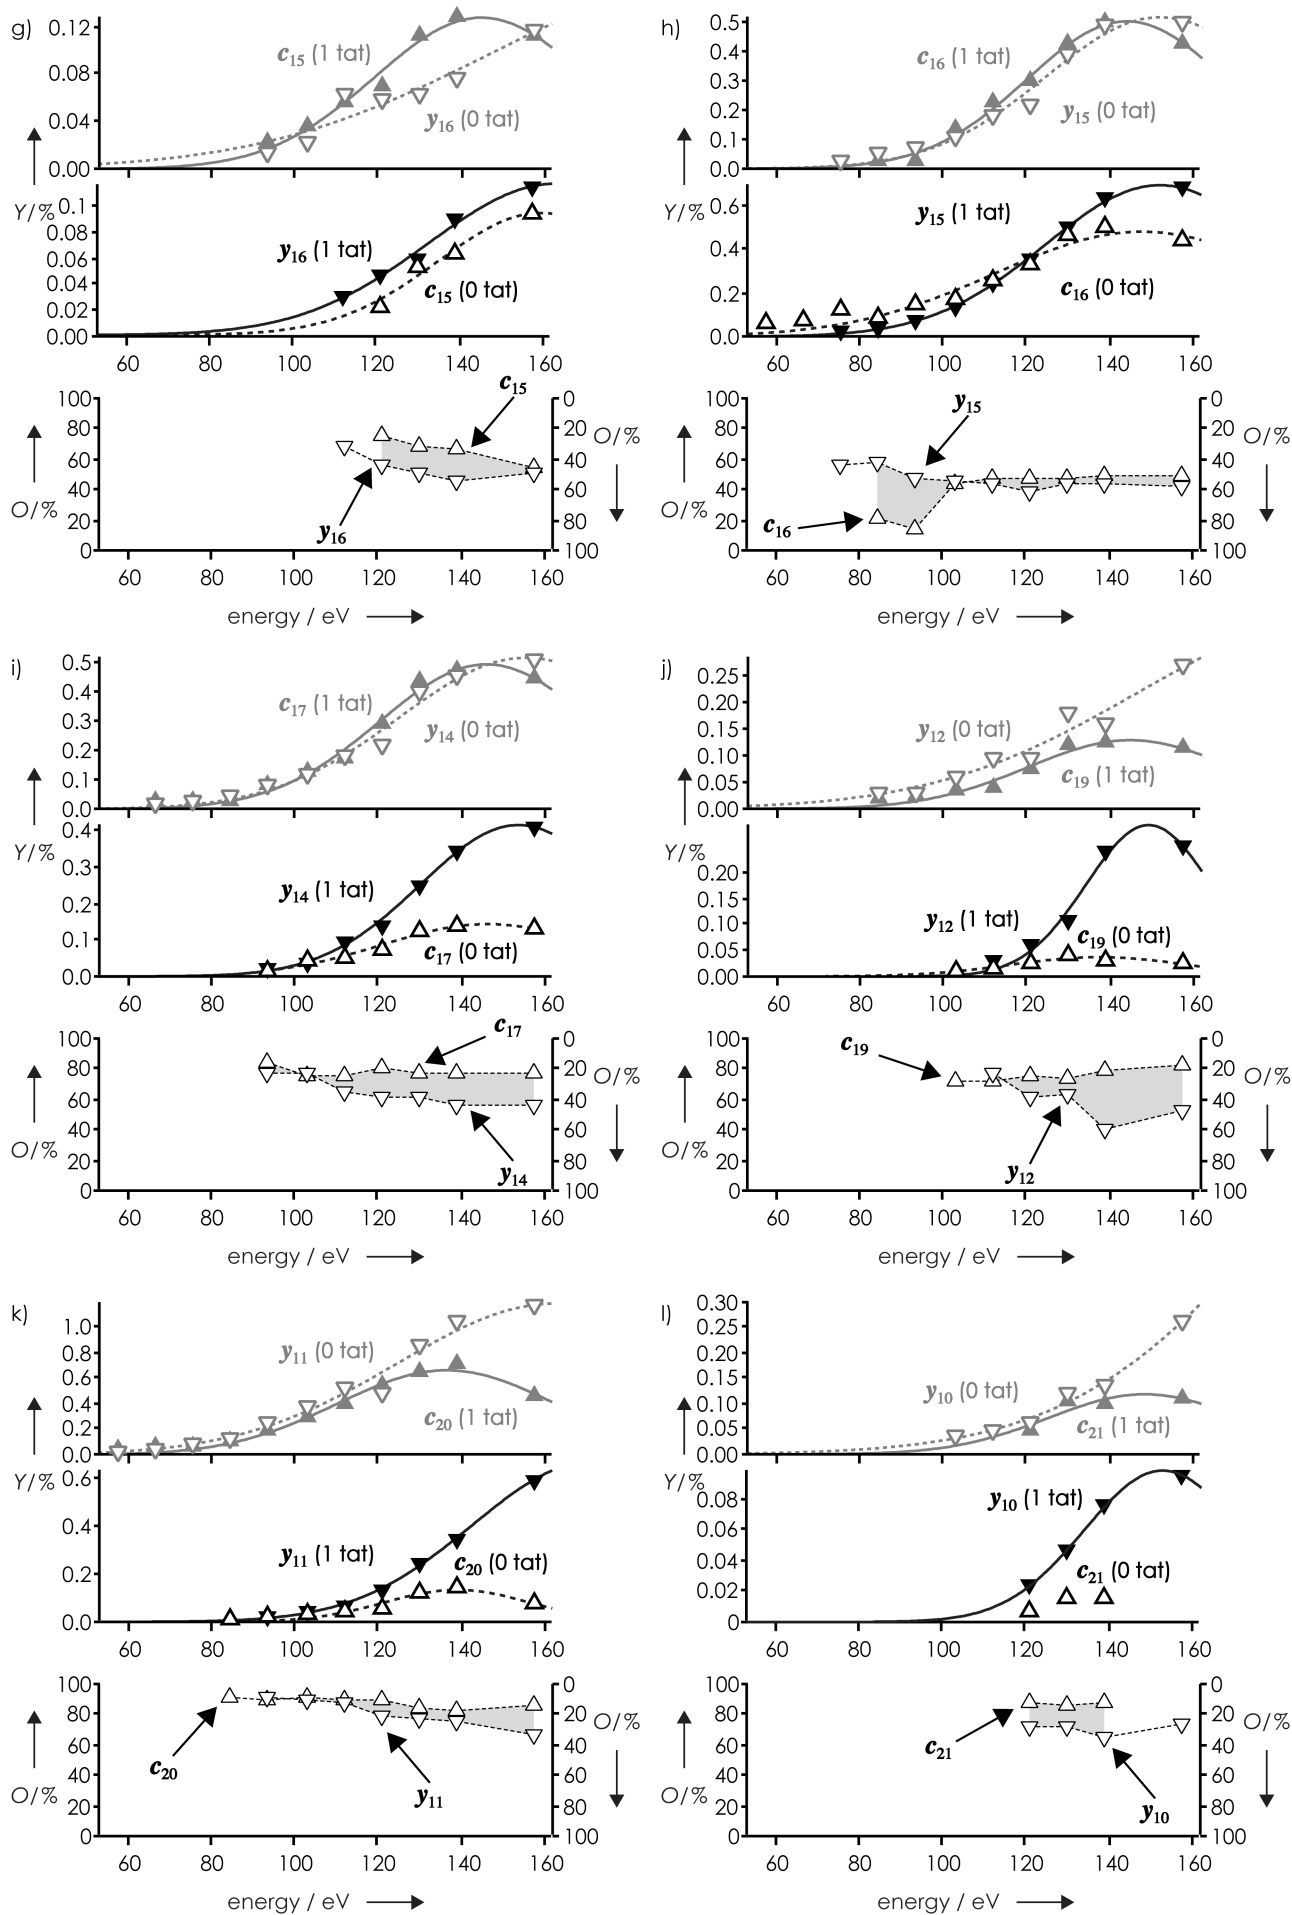 g)
0.12
0.08
0.04
0.00
c15 (1 tat)
y16 (0 tat)
Y/%
0.1
0.08
0.06
0.04
0.02
0.00
y16 (1 tat)
c15 (0 tat)
60 80 100 120 140 160
100
80
60
40
20
0
O/%
c15
y16
0
20
40
60
80
100
O/%
60 80 100 120 140 160
energy / eV
h)
0.5
0.4
0.3
0.2
0.1
0.0
c16 (1 tat)
y15 (0 tat)
Y/%
0.6
0.4
0.2
0.0
y15 (1 tat)
c16 (0 tat)
60 80 100 120 140 160
100
80
60
40
20
0
O/%
y15
c16
0
20
40
60
80
100
O/%
60 80 100 120 140 160
energy / eV
i)
0.5
0.4
0.3
0.2
0.1
0.0
c17 (1 tat)
y14 (0 tat)
Y/%
0.4
0.3
0.2
0.1
0.0
y14 (1 tat)
c17 (0 tat)
60 80 100 120 140 160
100
80
60
40
20
0
O/%
c17
y14
0
20
40
60
80
100
O/%
60 80 100 120 140 160
energy / eV
j)
0.25
0.20
0.15
0.10
0.05
0.00
y12 (0 tat)
c19 (1 tat)
Y/%
0.20
0.15
0.10
0.05
0.00
y12 (1 tat)
c19 (0 tat)
60 80 100 120 140 160
100
80
60
40
20
0
O/%
c19
y12
0
20
40
60
80
100
O/%
60 80 100 120 140 160
energy / eV
k)
1.0
0.8
0.6
0.4
0.2
0.0
y11 (0 tat)
c20 (1 tat)
Y/%
0.6
0.4
0.2
0.0
y11 (1 tat)
c20 (0 tat)
60 80 100 120 140 160
100
80
60
40
20
0
O/%
c20
y11
0
20
40
60
80
100
O/%
60 80 100 120 140 160
energy / eV
l)
0.30
0.25
0.20
0.15
0.10
0.00
y10 (0 tat)
c21 (1 tat)
Y/%
0.08
0.06
0.04
0.02
0
y10 (1 tat)
c21 (0 tat)
60 80 100 120 140 160
100
80
60
40
20
0
O/%
c21
y10
0
20
40
60
80
100
O/%
60 80 100 120 140 160
energy / eV